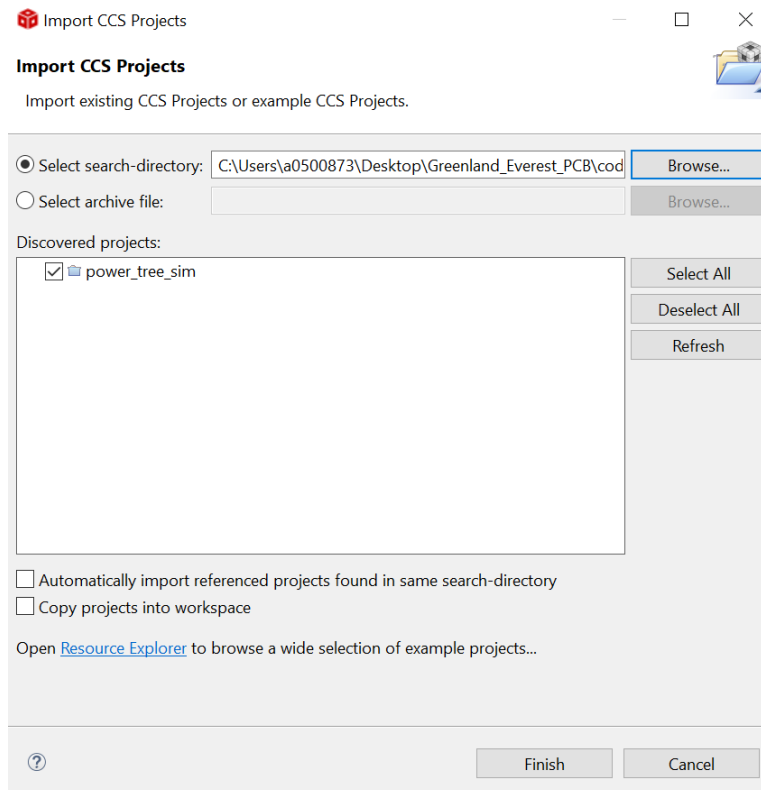 Import CCS Projects
Import CCS Projects
Import existing CCS Projects or example CCS Projects.
Select search-directory: C:\Users\a0500873\Desktop\Greenland_Everest_PCB\cod Browse...
Select archive file: Browse...
Discovered projects:
power_tree_sim
Select All
Deselect All
Refresh
Automatically import referenced projects found in same search-directory
Copy projects into workspace
Open Resource Explorer to browse a wide selection of example projects...
? Finish Cancel